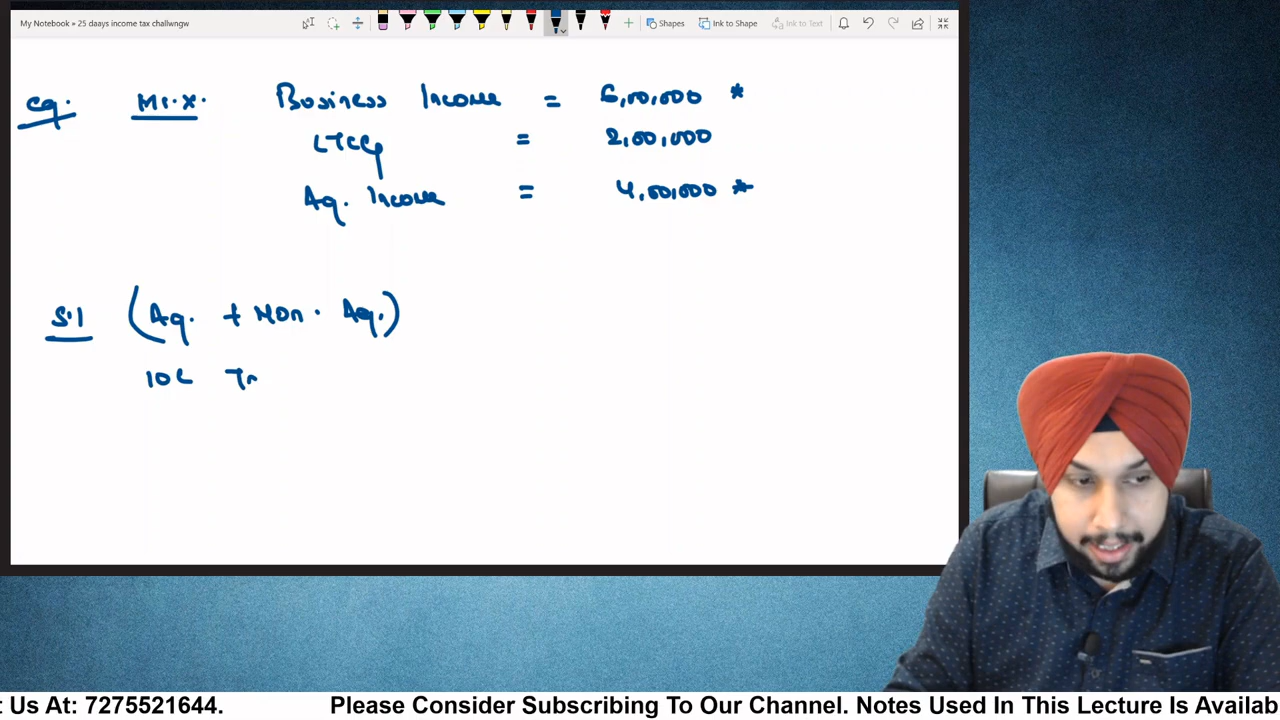 My Notebook » 25 daays income tax challwngw
Shapes Ink to Shape Ink to Text
eg. Mr.X. Business Income = 6,00,000 *
LTCG = 2,00,000
Ag. Income = 4,00,000 *
S.1 (Ag. + Non. Ag.)
10L
t Us At: 7275521644. Please Consider Subscribing To Our Channel. Notes Used In This Lecture Is Availab